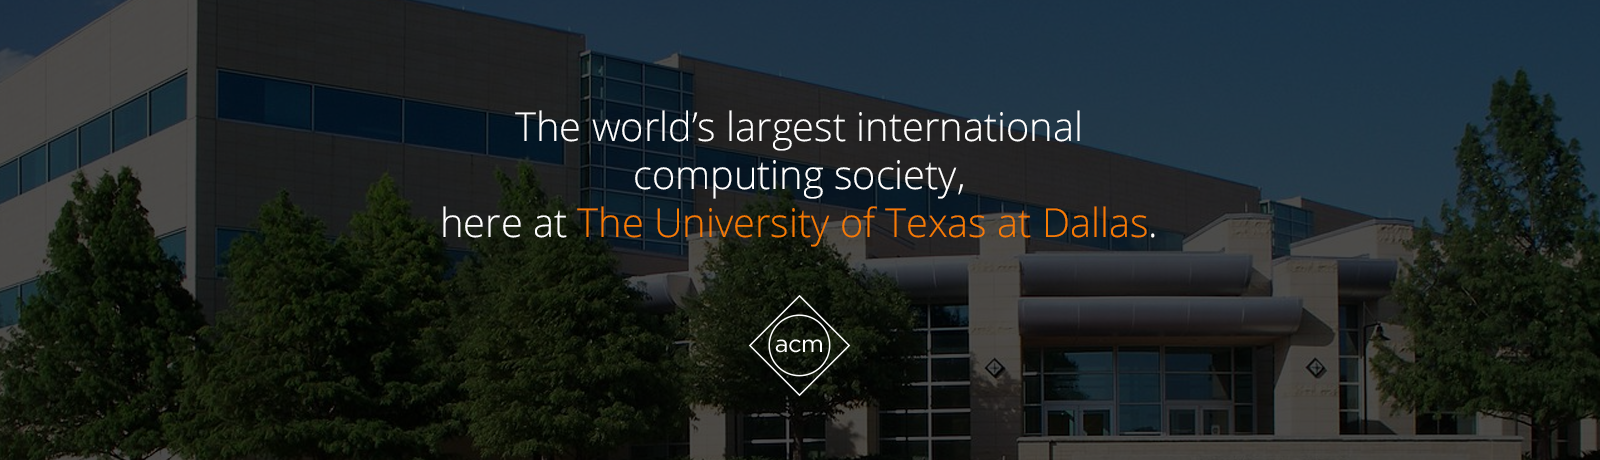 The world’s largest international
computing society,
here at The University of Texas at Dallas.
acm